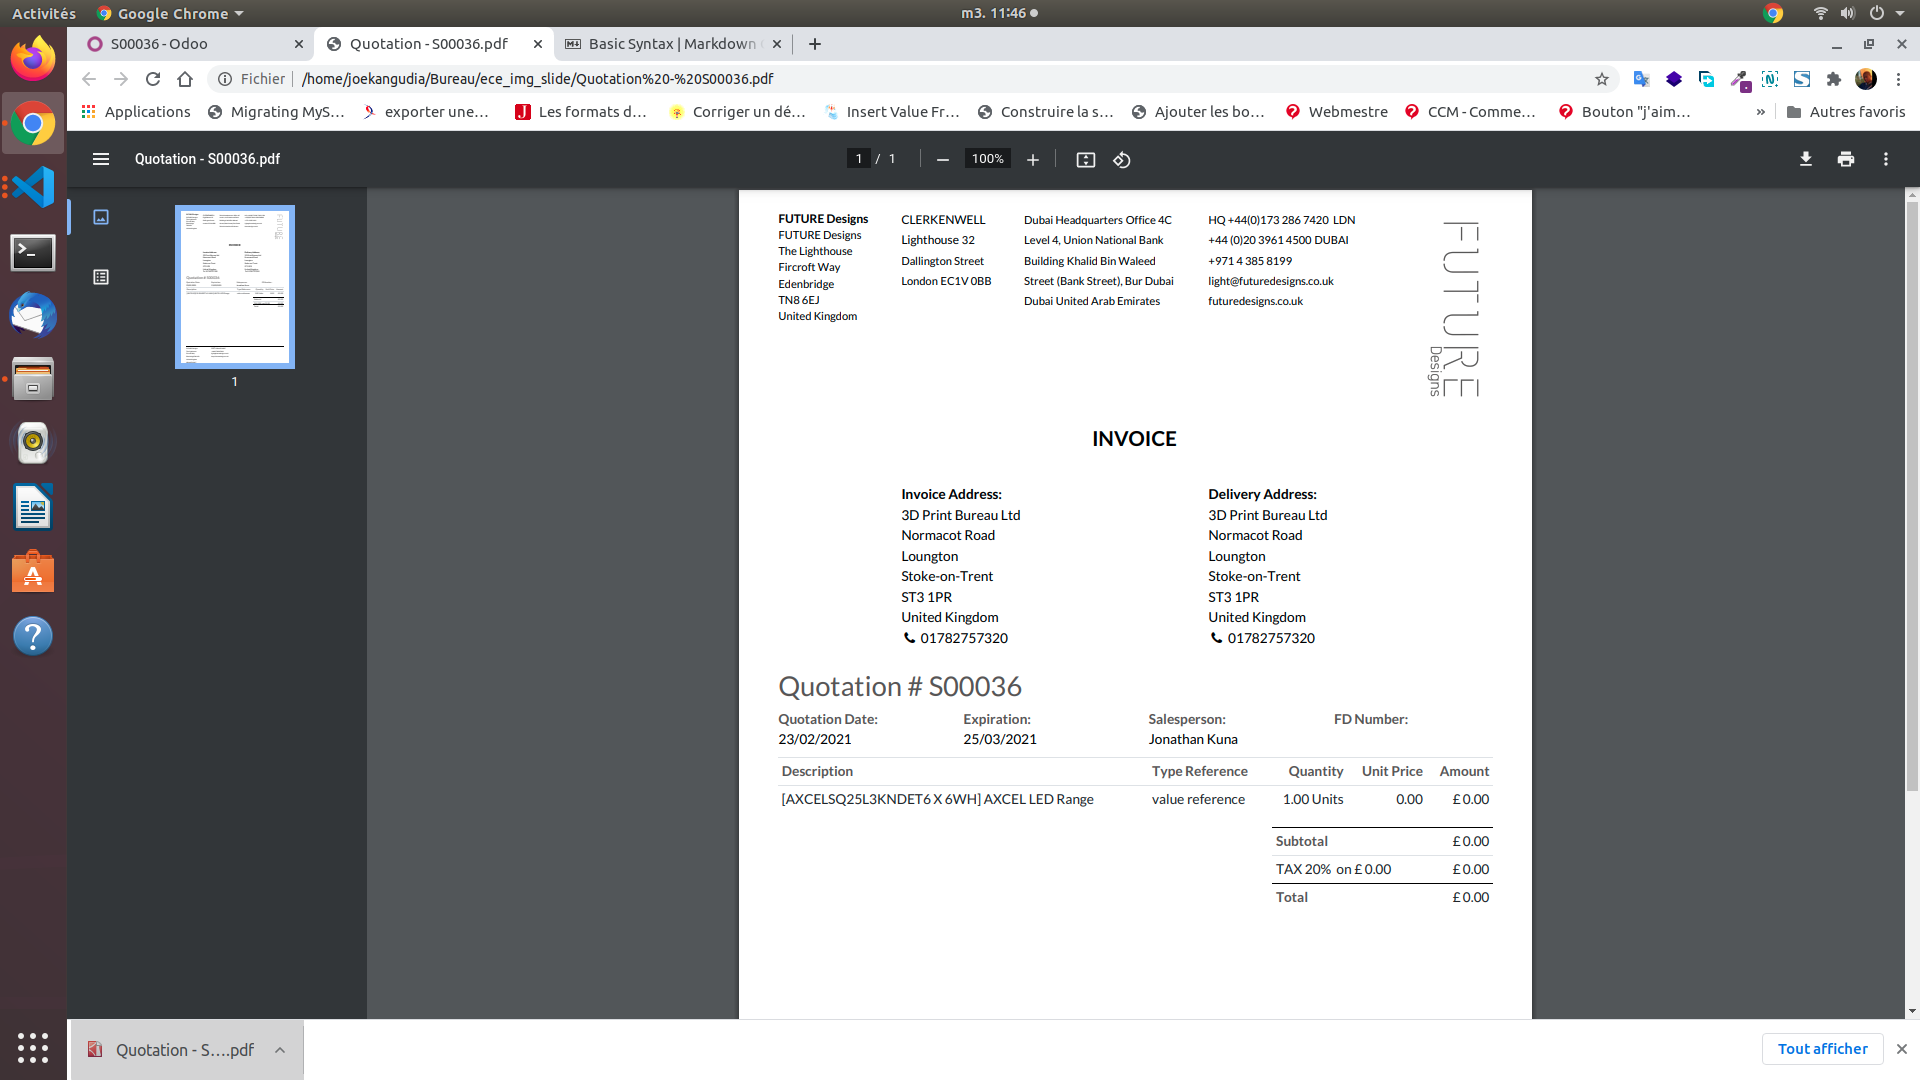 Activités
Google Chrome
m3. 11:46
S00036 - Odoo
Quotation - S00036.pdf
Basic Syntax | Markdown
Fichier
/home/joekangudia/Bureau/ece_img_slide/Quotation%20-%20S00036.pdf
Applications
Migrating MyS...
exporter une...
Les formats d...
Corriger un dé...
Insert Value Fr...
Construire la s...
Ajouter les bo...
Webmestre
CCM - Comme...
Bouton "j'aim...
»
Autres favoris
Quotation - S00036.pdf
1 / 1
100%
1
FUTURE Designs
FUTURE Designs
The Lighthouse
Fircroft Way
Edenbridge
TN8 6EJ
United Kingdom
CLERKENWELL
Lighthouse 32
Dallington Street
London EC1V 0BB
Dubai Headquarters Office 4C
Level 4, Union National Bank
Building Khalid Bin Waleed
Street (Bank Street), Bur Dubai
Dubai United Arab Emirates
HQ +44(0)173 286 7420 LDN
+44 (0)20 3961 4500 DUBAI
+971 4 385 8199
light@futuredesigns.co.uk
futuredesigns.co.uk
FUTURE
Designs
INVOICE
Invoice Address:
3D Print Bureau Ltd
Normacot Road
Loungton
Stoke-on-Trent
ST3 1PR
United Kingdom
01782757320
Delivery Address:
3D Print Bureau Ltd
Normacot Road
Loungton
Stoke-on-Trent
ST3 1PR
United Kingdom
01782757320
Quotation # S00036
Quotation Date: Expiration: Salesperson: FD Number:
23/02/2021 25/03/2021 Jonathan Kuna
Description Type Reference Quantity Unit Price Amount
[AXCELSQ25L3KNDET6 X 6WH] AXCEL LED Range value reference 1.00 Units 0.00 £ 0.00
Subtotal £ 0.00
TAX 20% on £ 0.00 £ 0.00
Total £ 0.00
Quotation - S....pdf
Tout afficher